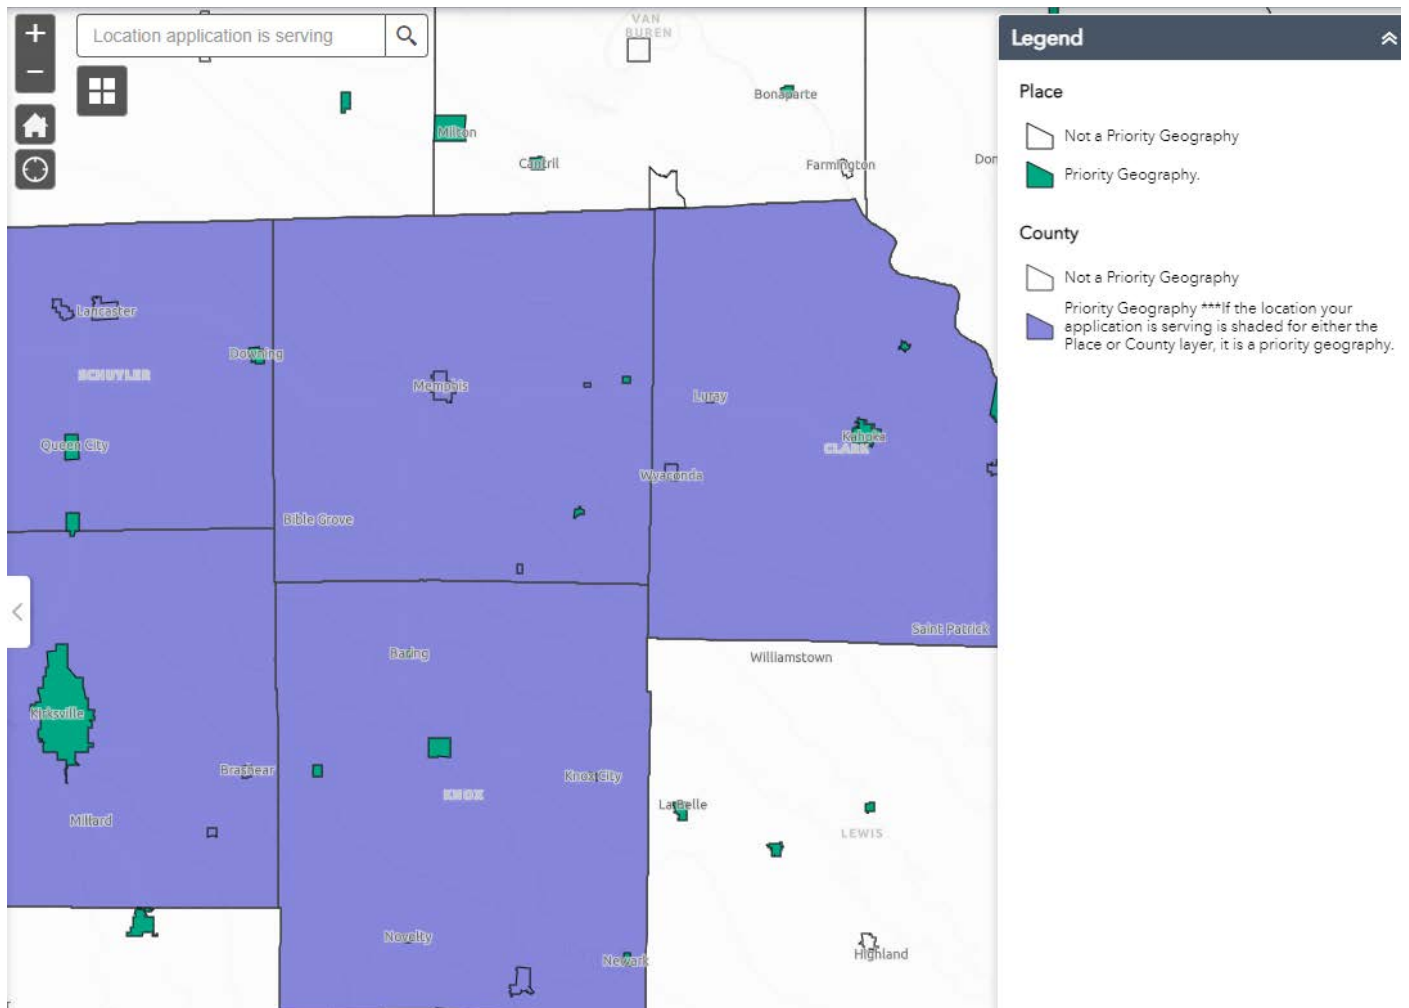 +
Location application is serving
−
VAN
BUREN
Bonaparte
Milton
Cantril
Farmington
Don
Lancaster
Downing
SCHUYLER
Memphis
Luray
Queen City
Kahoka
CLARK
Wyaconda
Bible Grove
Saint Patrick
Baring
Williamstown
Kirksville
Brashear
Knox City
KNOX
La Belle
Millard
LEWIS
Novelty
Newark
Highland
Legend
Place
Not a Priority Geography
Priority Geography.
County
Not a Priority Geography
Priority Geography ***If the location your
application is serving is shaded for either the
Place or County layer, it is a priority geography.